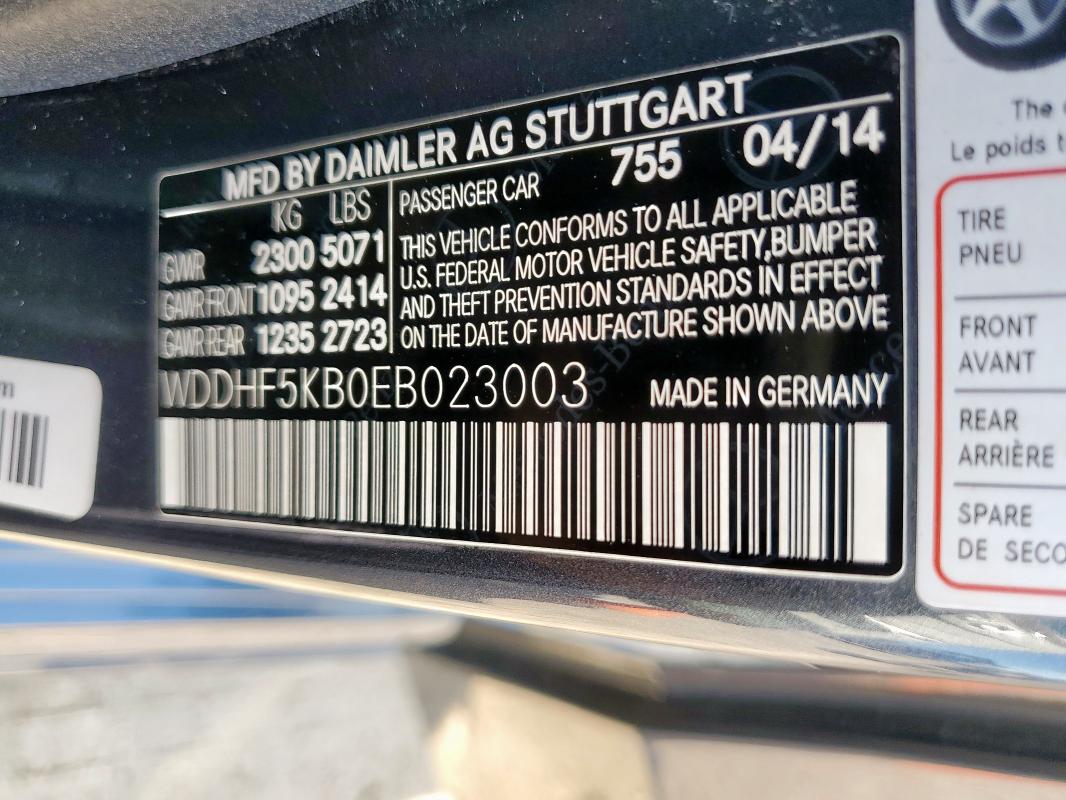 MFD BY DAIMLER AG STUTTGART
KG LBS
GVWR 2300 5071
GAWR FRONT 1095 2414
GAWR REAR 1235 2723
PASSENGER CAR 755 04/14
THIS VEHICLE CONFORMS TO ALL APPLICABLE
U.S. FEDERAL MOTOR VEHICLE SAFETY,BUMPER
AND THEFT PREVENTION STANDARDS IN EFFECT
ON THE DATE OF MANUFACTURE SHOWN ABOVE
WDDHF5KB0EB023003 MADE IN GERMANY
m
The
Le poids
TIRE
PNEU
FRONT
AVANT
REAR
ARRIÈRE
SPARE
DE SECO